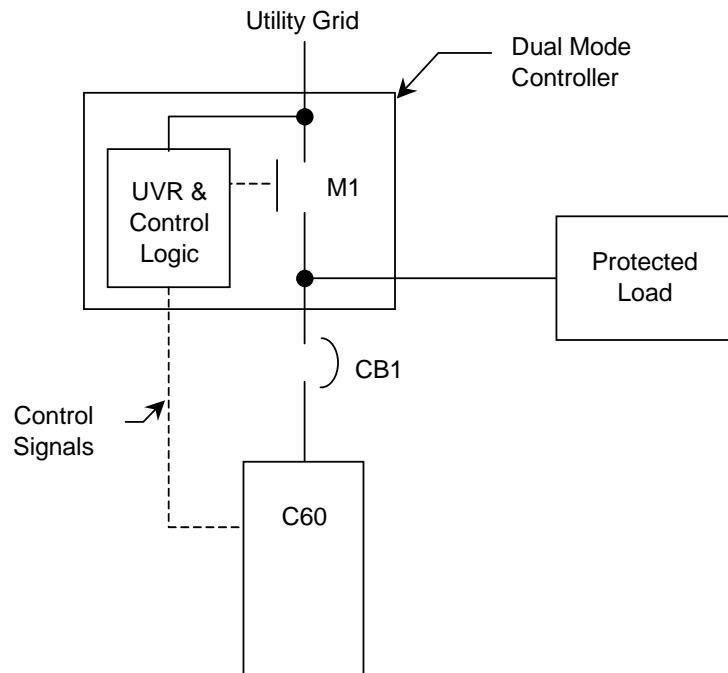 Utility Grid
Dual Mode
Controller
UVR &
Control
Logic
M1
Protected
Load
CB1
Control
Signals
C60